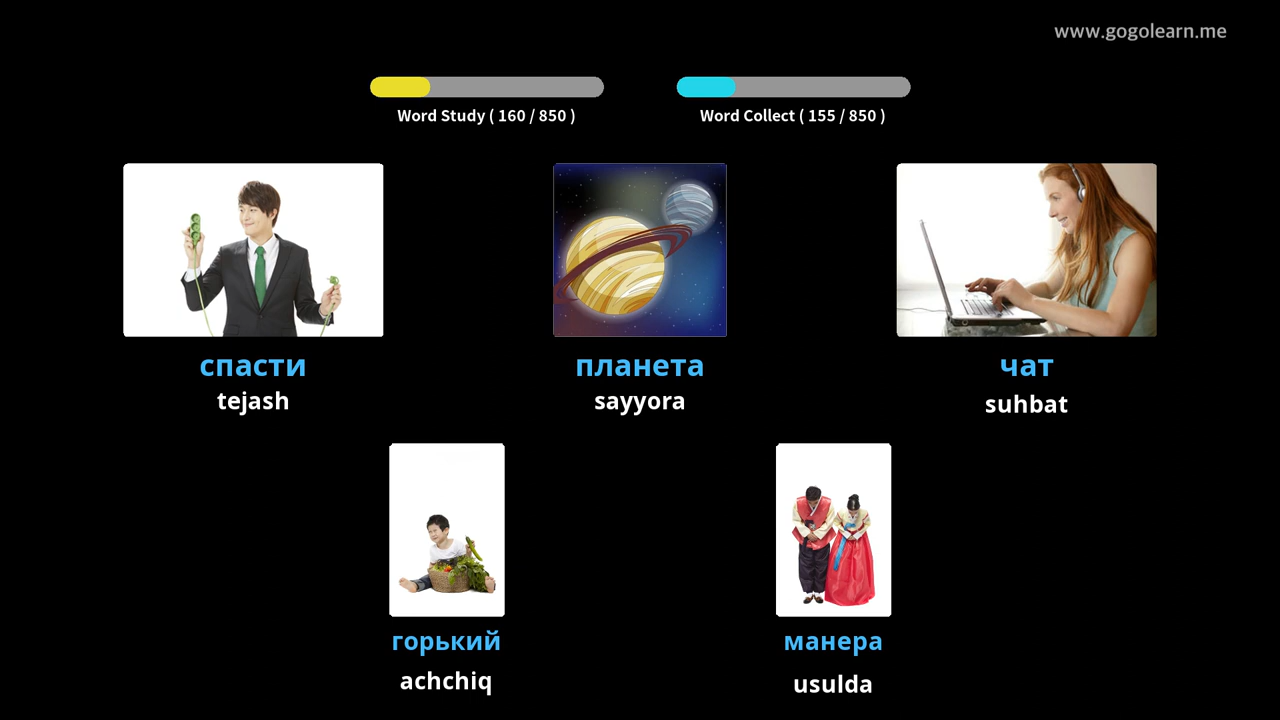 www.gogolearn.me
Word Study ( 160 / 850 )
Word Collect ( 155 / 850 )
спасти
tejash
планета
sayyora
чат
suhbat
горький
achchiq
манера
usulda